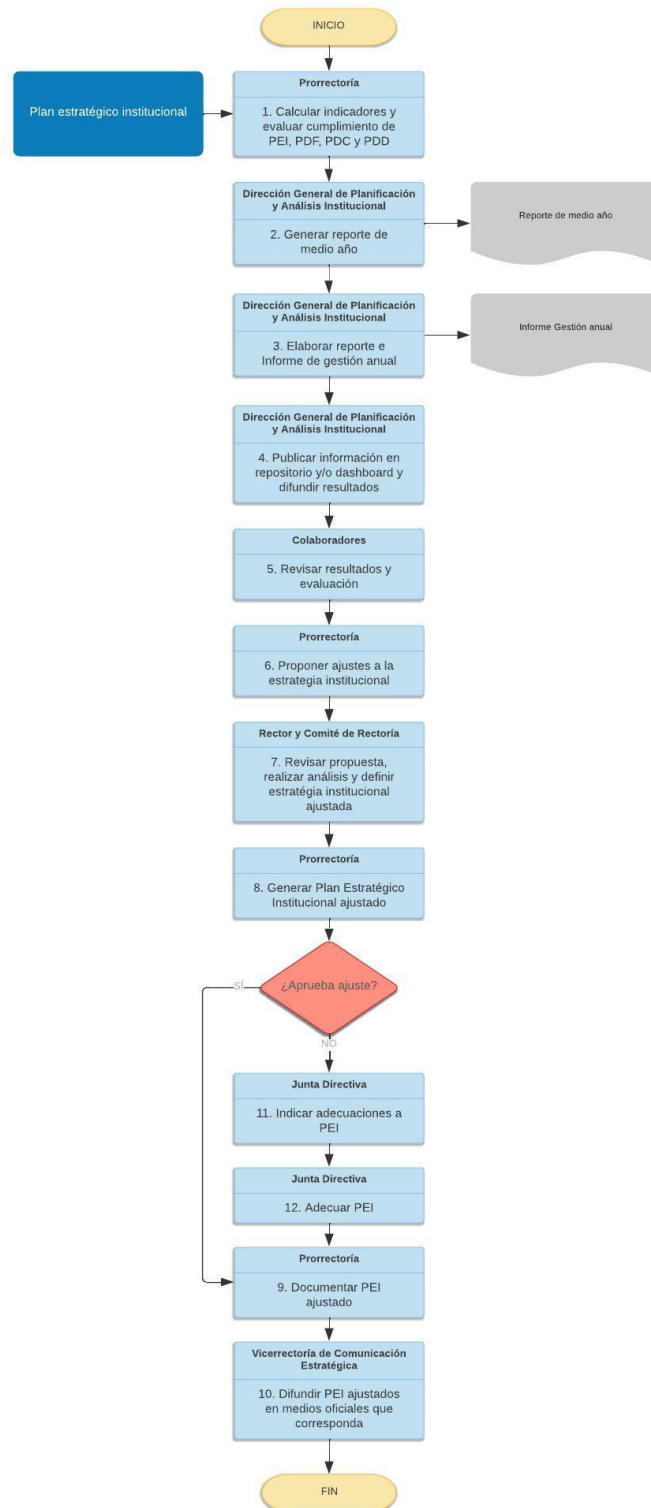 INICIO
Plan estratégico institucional
Prorrectoría
1. Calcular indicadores y
evaluar cumplimiento de
PEI, PDF, PDC y PDD
Dirección General de Planificación
y Análisis Institucional
2. Generar reporte de
medio año
Reporte de medio año
Dirección General de Planificación
y Análisis Institucional
3. Elaborar reporte e
Informe de gestión anual
Informe Gestión anual
Dirección General de Planificación
y Análisis Institucional
4. Publicar información en
repositorio y/o dashboard y
difundir resultados
Colaboradores
5. Revisar resultados y
evaluación
Prorrectoría
6. Proponer ajustes a la
estrategia institucional
Rector y Comité de Rectoría
7. Revisar propuesta,
realizar análisis y definir
estratégia institucional
ajustada
Prorrectoría
8. Generar Plan Estratégico
Institucional ajustado
¿Aprueba ajuste?
SÍ
NO
Junta Directiva
11. Indicar adecuaciones a
PEI
Junta Directiva
12. Adecuar PEI
Prorrectoría
9. Documentar PEI
ajustado
Vicerrectoría de Comunicación
Estratégica
10. Difundir PEI ajustados
en medios oficiales que
corresponda
FIN